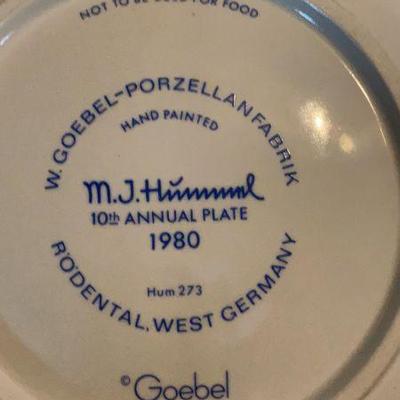 NOT TO BE USED FOR FOOD
W. GOEBEL-PORZELLANFABRIK
HAND PAINTED
M.J. Hummel
10th ANNUAL PLATE
1980
Hum 273
RÖDENTAL, WEST GERMANY
© Goebel